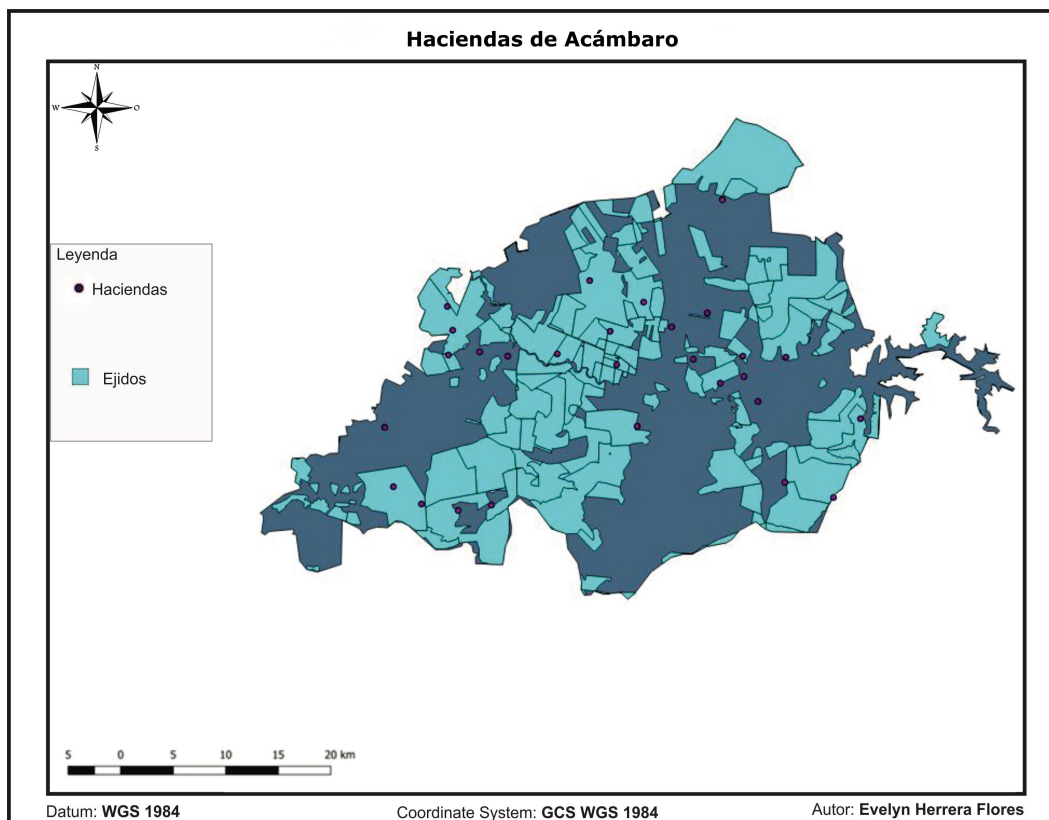 Haciendas de Acámbaro
N
W
O
S
Leyenda
Haciendas
Ejidos
5 0 5 10 15 20 km
Datum: WGS 1984
Coordinate System: GCS WGS 1984
Autor: Evelyn Herrera Flores